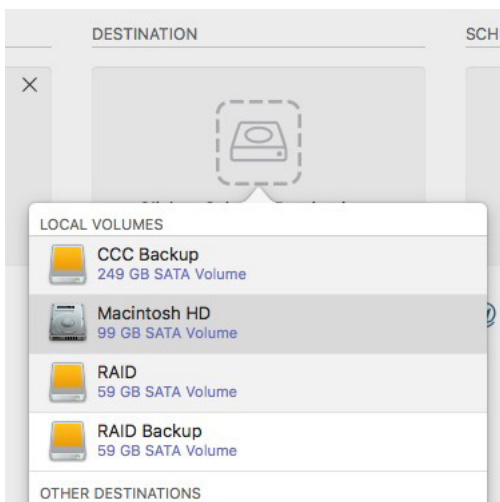 DESTINATION
SCH
LOCAL VOLUMES
CCC Backup
249 GB SATA Volume
Macintosh HD
99 GB SATA Volume
RAID
59 GB SATA Volume
RAID Backup
59 GB SATA Volume
OTHER DESTINATIONS